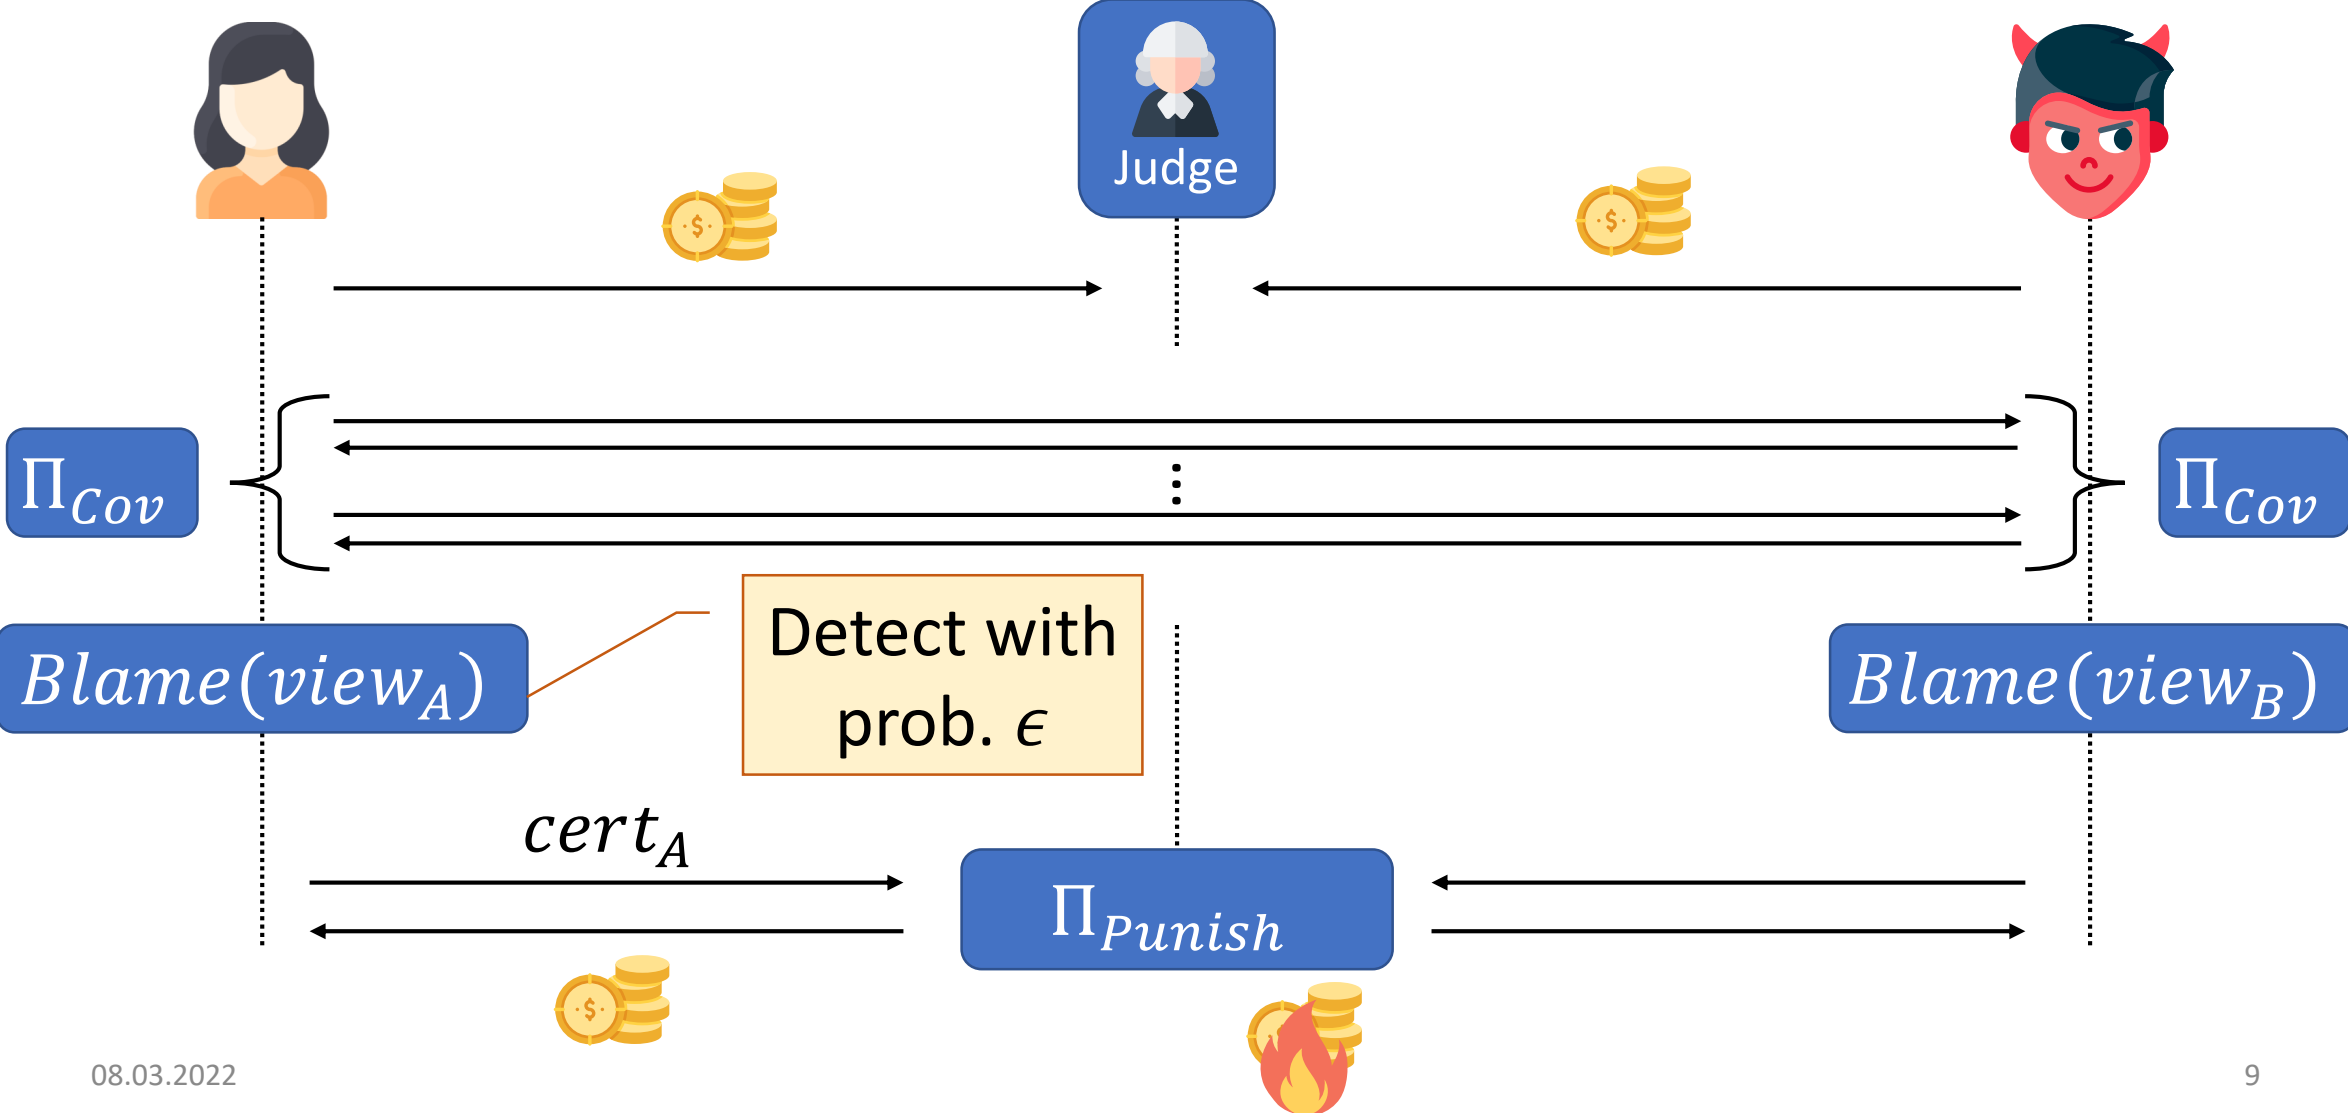 Judge
$ $
Π_Cov Π_Cov
⋮
Blame(view_A) Detect with Blame(view_B)
prob. ϵ
cert_A
Π_Punish
$
08.03.2022 9